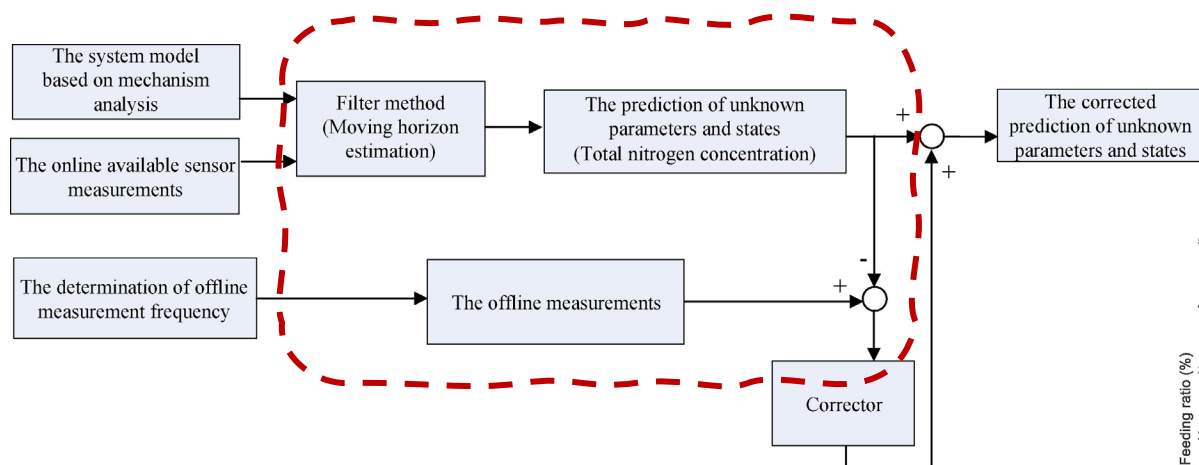 The system model
based on mechanism
analysis
The online available sensor
measurements
Filter method
(Moving horizon
estimation)
The prediction of unknown
parameters and states
(Total nitrogen concentration)
+
+
The corrected
prediction of unknown
parameters and states
The determination of offline
measurement frequency
The offline measurements
-
+
Corrector
Feeding ratio (%)